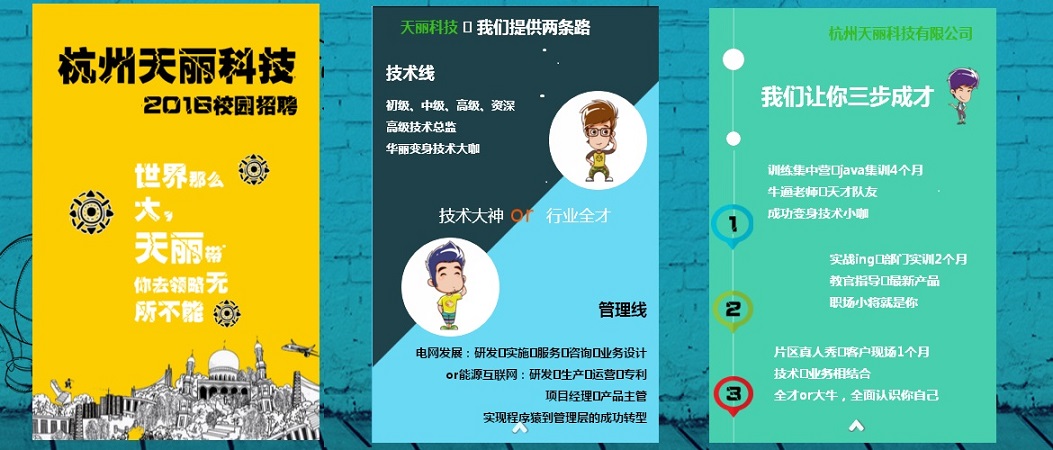 杭州天丽科技
2016校园招聘
世界那么
大，
天丽带
你去领略无
所不能
天丽科技 我们提供两条路
技术线
初级、中级、高级、资深
高级技术总监
华丽变身技术大咖
技术大神 or 行业全才
管理线
电网发展：研发 实施 服务 咨询 业务设计
or能源互联网：研发 生产 运营 专利
项目经理 产品主管
实现程序猿到管理层的成功转型
杭州天丽科技有限公司
我们让你三步成才
训练集中营 java集训4个月
牛逼老师 天才队友
成功变身技术小咖
1
实战ing 部门实训2个月
教官指导 最新产品
职场小将就是你
2
片区真人秀 客户现场1个月
技术 业务相结合
全才or大牛，全面认识你自己
3